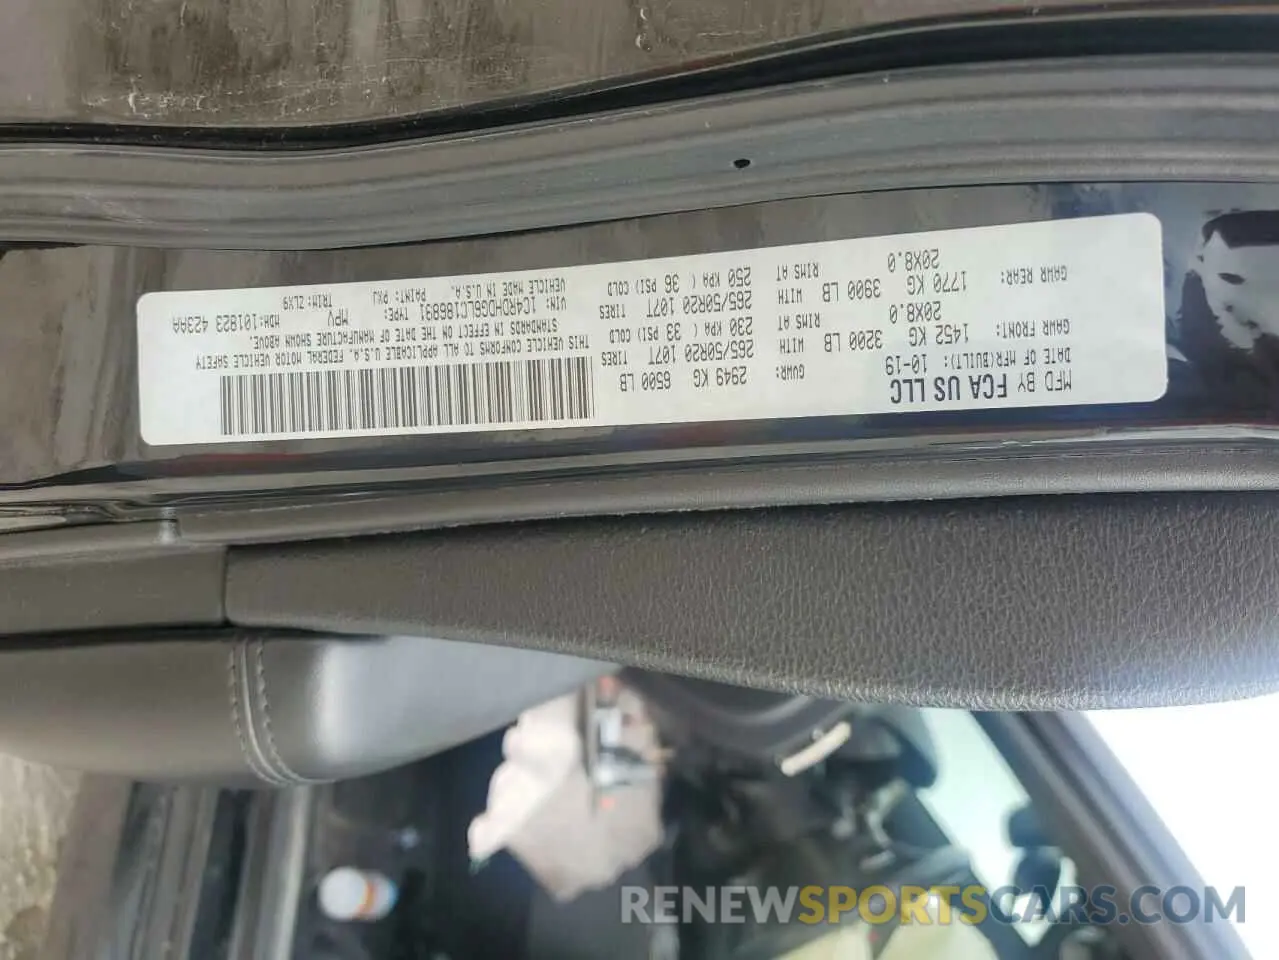 MFD BY FCA US LLC
DATE OF MFR(BUILT): 10-19 GVWR: 2949 KG 6500 LB
GAWR FRONT: 1452 KG 3200 LB WITH 265/50R20 107T TIRES
20X8.0 RIMS AT 230 KPA ( 33 PSI) COLD
GAWR REAR: 1770 KG 3900 LB WITH 265/50R20 107T TIRES
20X8.0 RIMS AT 250 KPA ( 36 PSI) COLD
THIS VEHICLE CONFORMS TO ALL APPLICABLE U.S.A. FEDERAL MOTOR VEHICLE SAFETY
STANDARDS IN EFFECT ON THE DATE OF MANUFACTURE SHOWN ABOVE.
VIN: 1C4RDHDG6LC186891 TYPE: MPV MDH:101823 423AA
VEHICLE MADE IN U.S.A. PAINT: PXJ TRIM:ZLX9
RENEWSPORTSCARS.COM